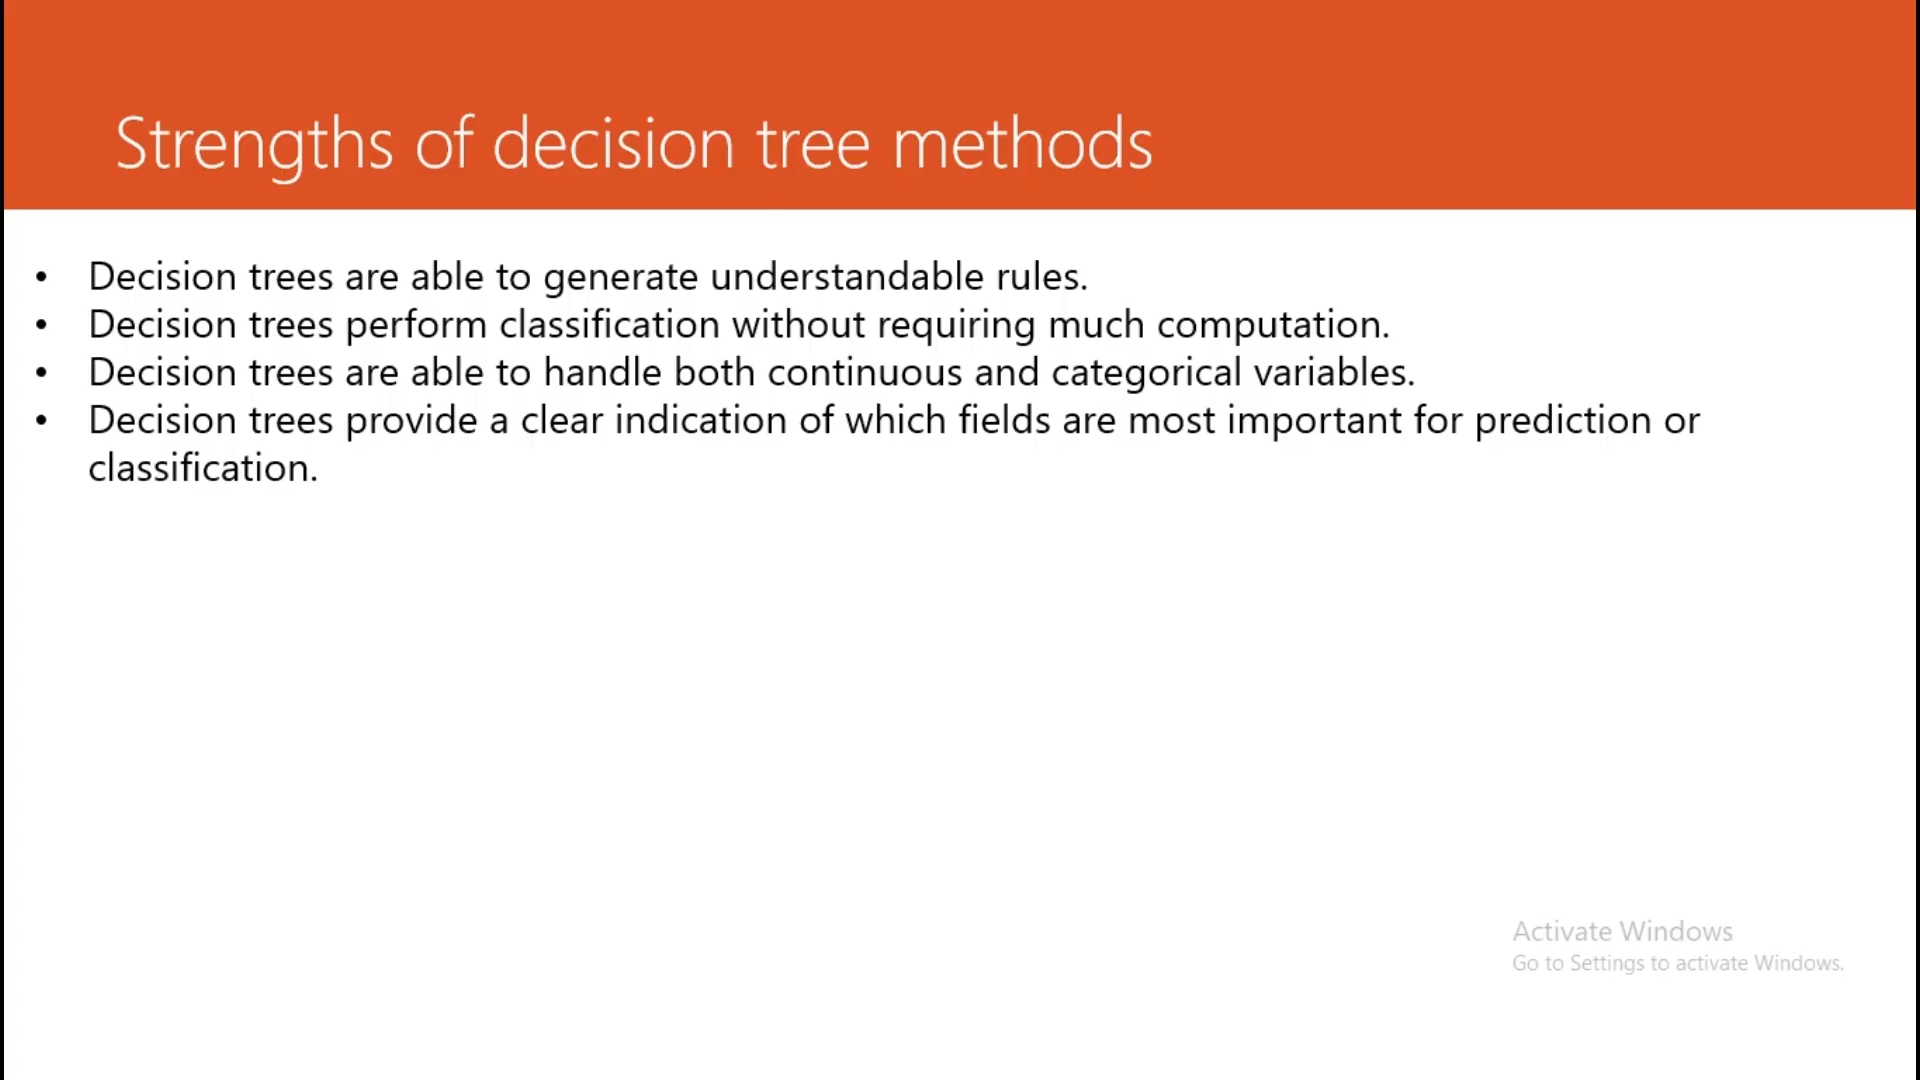 Strengths of decision tree methods
• Decision trees are able to generate understandable rules.
• Decision trees perform classification without requiring much computation.
• Decision trees are able to handle both continuous and categorical variables.
• Decision trees provide a clear indication of which fields are most important for prediction or
classification.
Activate Windows
Go to Settings to activate Windows.